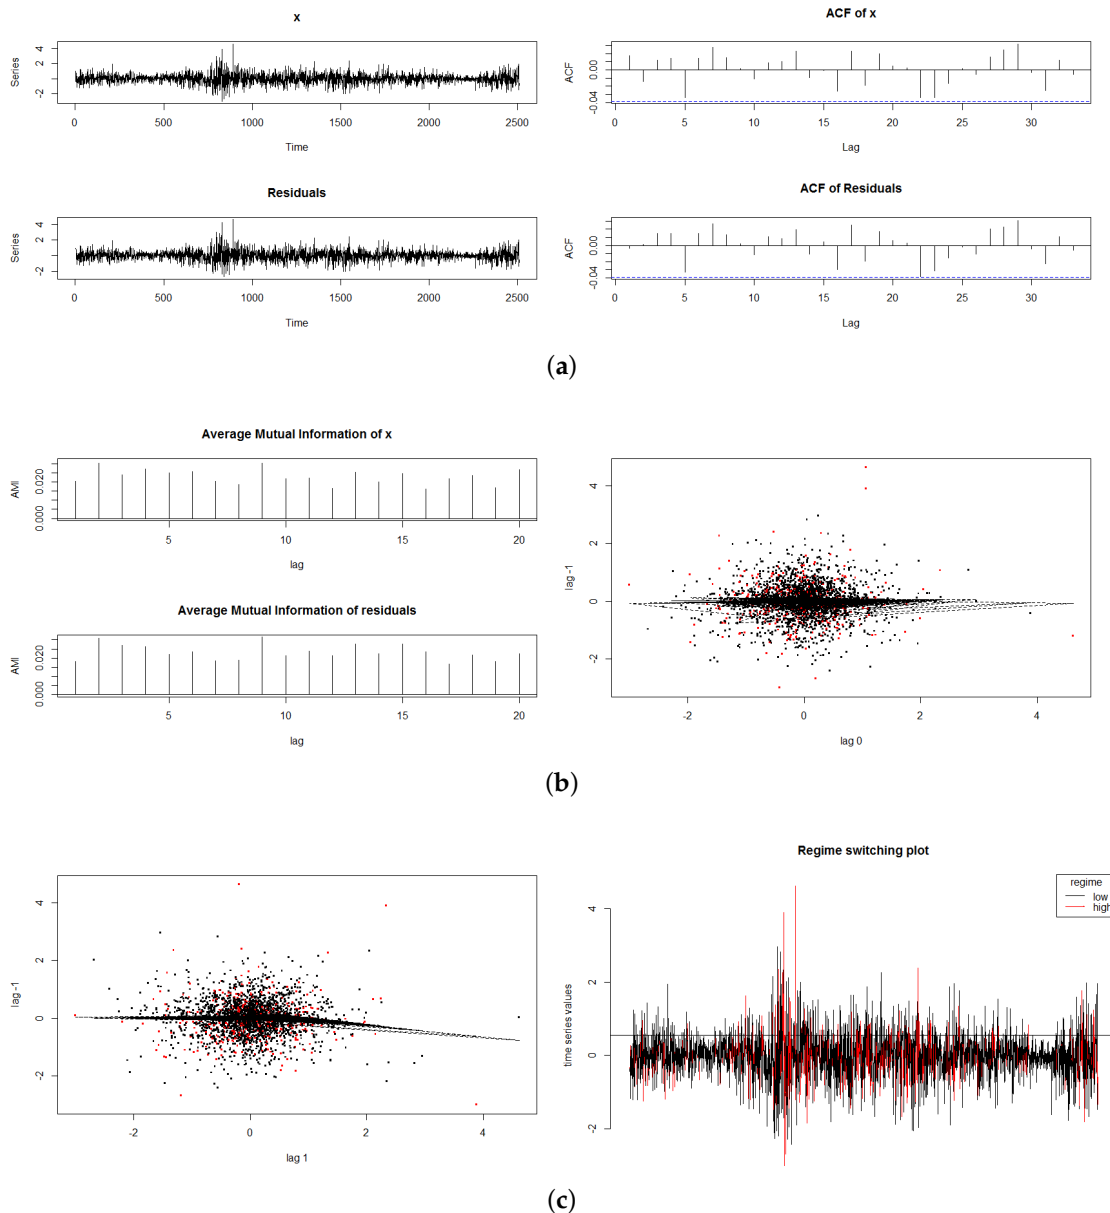 x
Series
4
2
-2
0
500
1000
1500
2000
2500
Time
ACF of x
ACF
0.00
-0.04
0
5
10
15
20
25
30
Lag
Residuals
Series
4
2
-2
0
500
1000
1500
2000
2500
Time
ACF of Residuals
ACF
0.00
-0.04
0
5
10
15
20
25
30
Lag
(a)
Average Mutual Information of x
AMI
0.020
0.000
5
10
15
20
lag
Average Mutual Information of residuals
AMI
0.020
0.000
5
10
15
20
lag
lag -1
4
2
0
-2
-2
0
2
4
lag 0
(b)
lag -1
4
2
0
-2
-2
0
2
4
lag 1
Regime switching plot
regime
low
high
time series values
4
2
0
-2
(c)